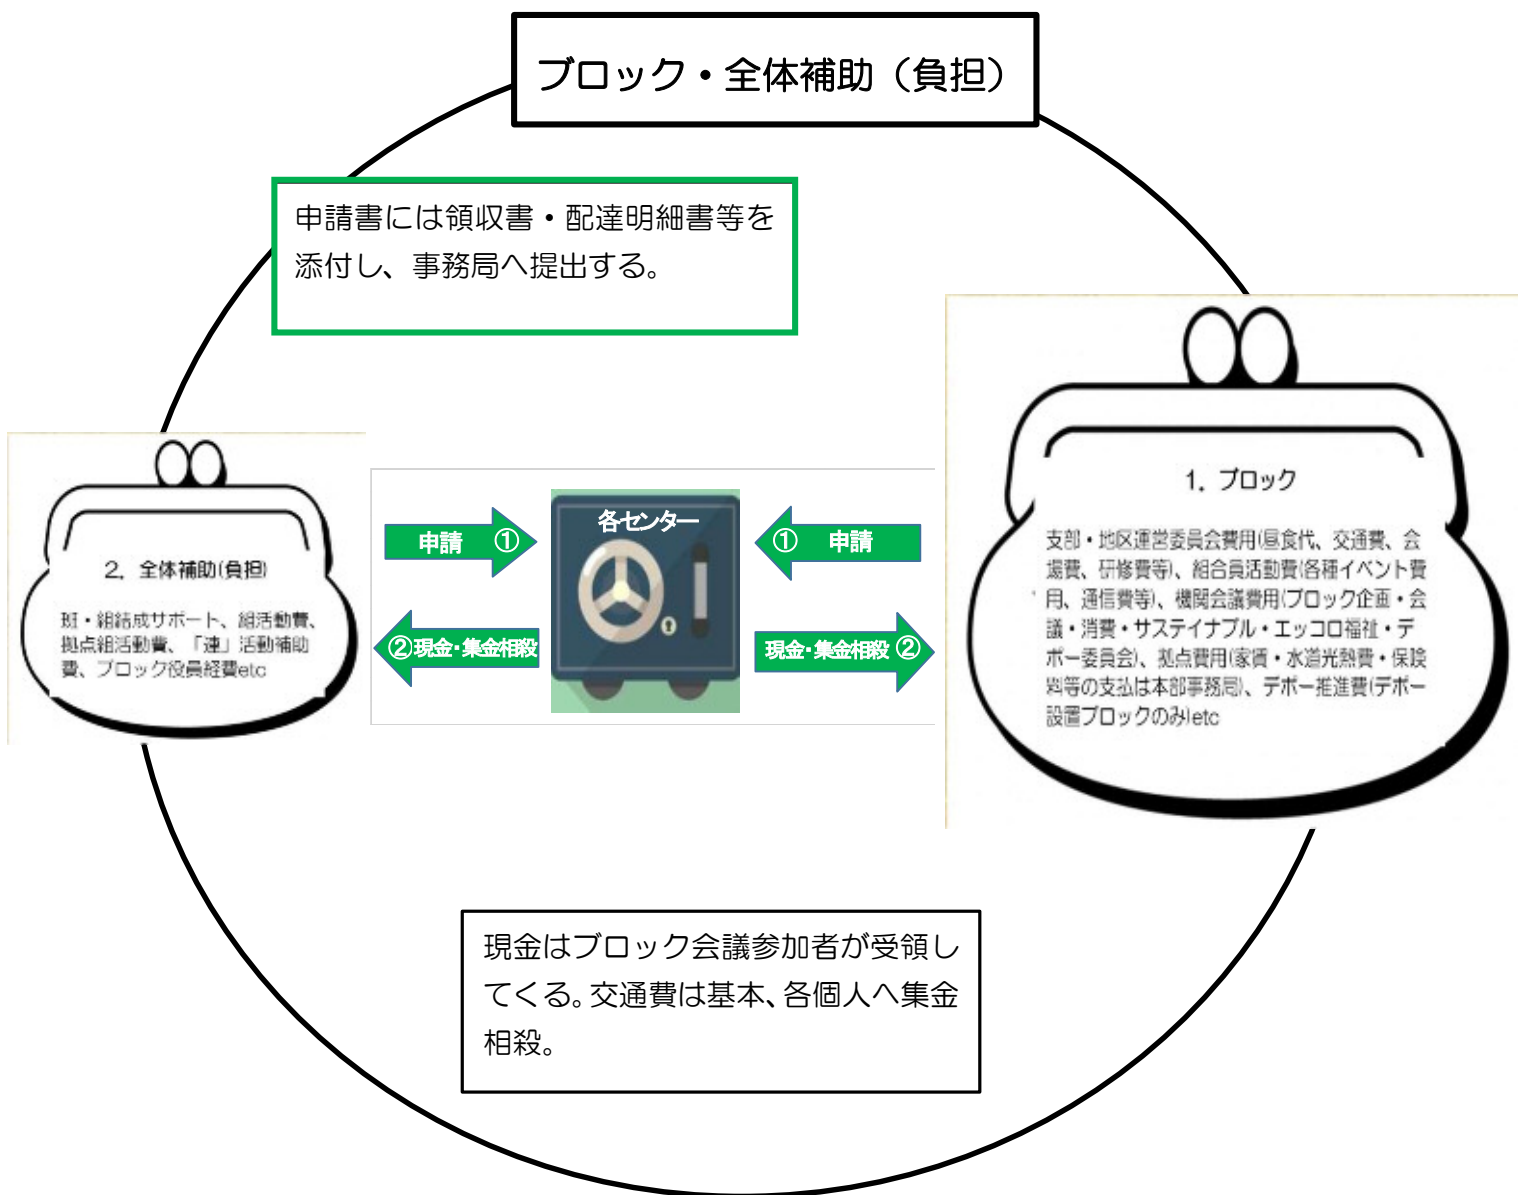 ブロック・全体補助（負担）
申請書には領収書・配達明細書等を
添付し、事務局へ提出する。
1．ブロック
支部・地区運営委員会費用(昼食代、交通費、会
場費、研修費等)、組合員活動費(各種イベント費
用、通信費等)、機関会議費用(ブロック企画・会
議・消費・サステイナブル・エッコロ福祉・デ
ポー委員会)、拠点費用(家賃・水道光熱費・保険
料等の支払は本部事務局)、デポー推進費(デポー
設置ブロックのみ)etc
2．全体補助(負担)
班・組結成サポート、組活動費、
拠点組活動費、「連」活動補助
費、ブロック役員経費etc
申請 ①
各センター
① 申請
②現金・集金相殺
現金・集金相殺 ②
現金はブロック会議参加者が受領し
てくる。交通費は基本、各個人へ集金
相殺。